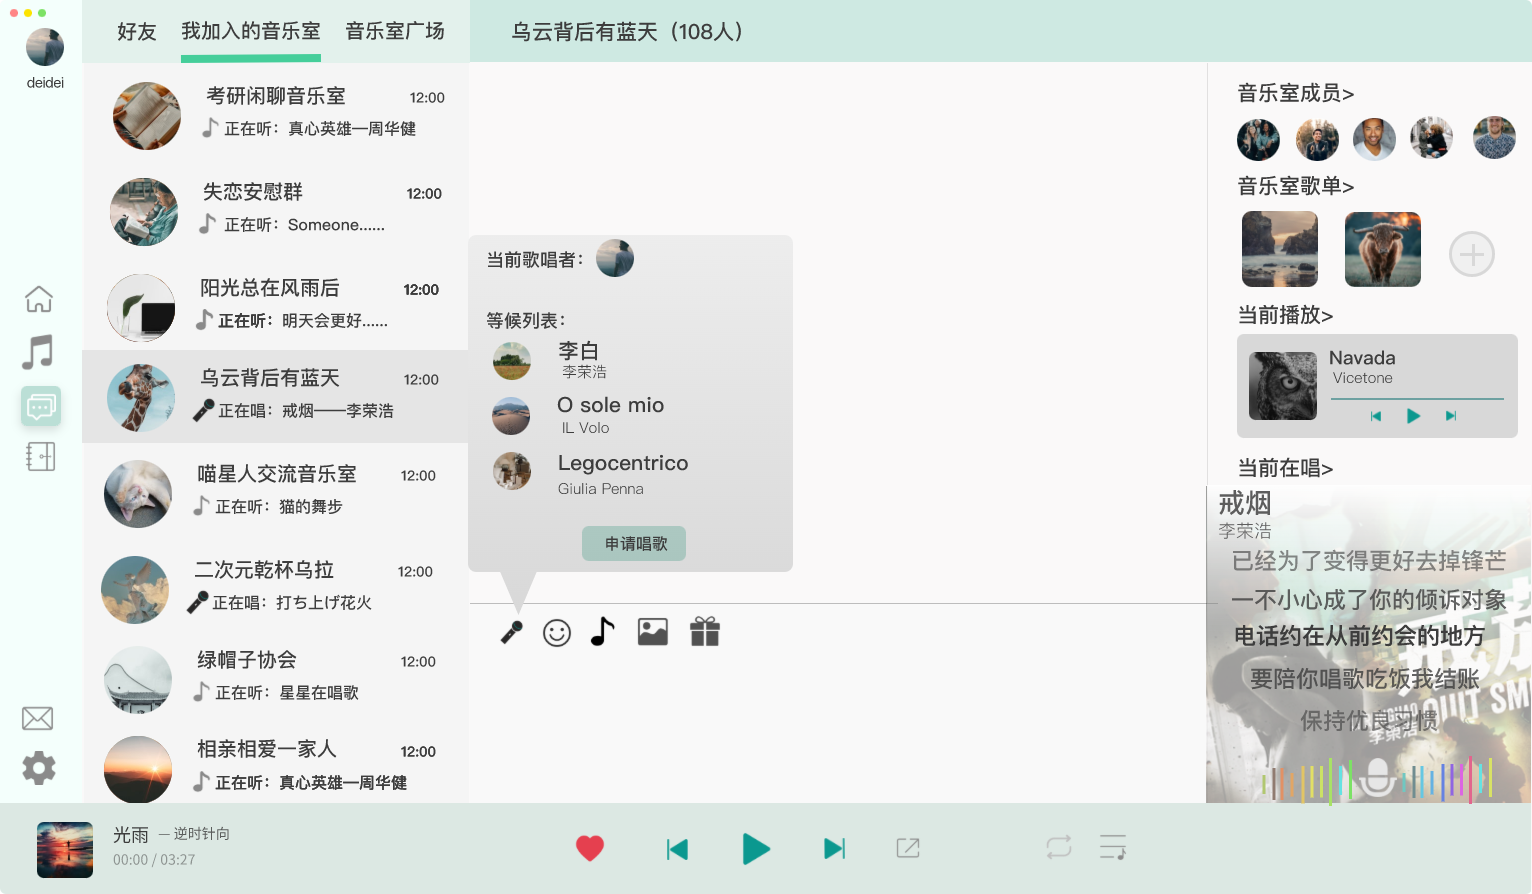 deidei
好友
我加入的音乐室
音乐室广场
考研闲聊音乐室
12:00
正在听：真心英雄—周华健
失恋安慰群
12:00
正在听：Someone......
阳光总在风雨后
12:00
正在听：明天会更好......
乌云背后有蓝天
12:00
正在唱：戒烟——李荣浩
喵星人交流音乐室
12:00
正在听：猫的舞步
二次元乾杯乌拉
12:00
正在唱：打ち上げ花火
绿帽子协会
12:00
正在听：星星在唱歌
相亲相爱一家人
12:00
正在听：真心英雄—周华健
乌云背后有蓝天（108人）
当前歌唱者：
等候列表：
李白
李荣浩
O sole mio
IL Volo
Legocentrico
Giulia Penna
申请唱歌
音乐室成员>
音乐室歌单>
当前播放>
Navada
Vicetone
当前在唱>
戒烟
李荣浩
已经为了变得更好去掉锋芒
一不小心成了你的倾诉对象
电话约在从前约会的地方
要陪你唱歌吃饭我结账
保持优良习惯
李荣浩
光雨 — 逆时针向
00:00 / 03:27